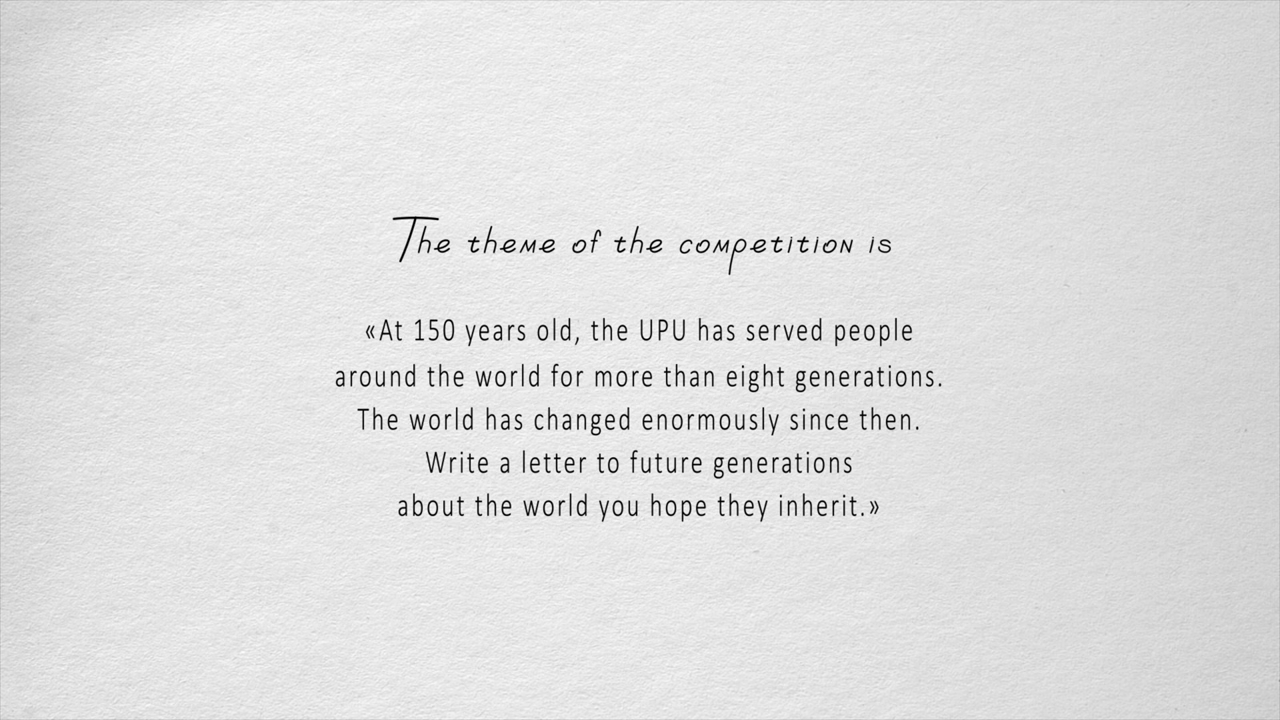 The theme of the competition is
«At 150 years old, the UPU has served people
around the world for more than eight generations.
The world has changed enormously since then.
Write a letter to future generations
about the world you hope they inherit.»